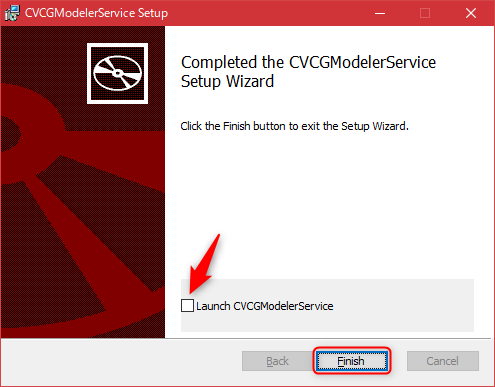 CVCGModelerService Setup
Completed the CVCGModelerService
Setup Wizard
Click the Finish button to exit the Setup Wizard.
Launch CVCGModelerService
Back
Finish
Cancel